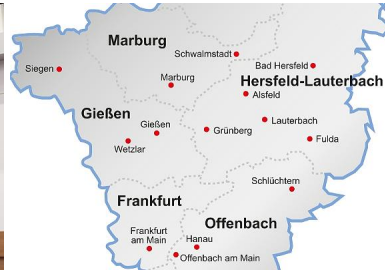 Marburg
Schwalmstadt
Siegen
Bad Hersfeld
Marburg
Hersfeld-Lauterbach
Alsfeld
Gießen
Gießen
Grünberg
Lauterbach
Wetzlar
Fulda
Schlüchtern
Frankfurt
Offenbach
Frankfurt
am Main
Hanau
Offenbach am Main